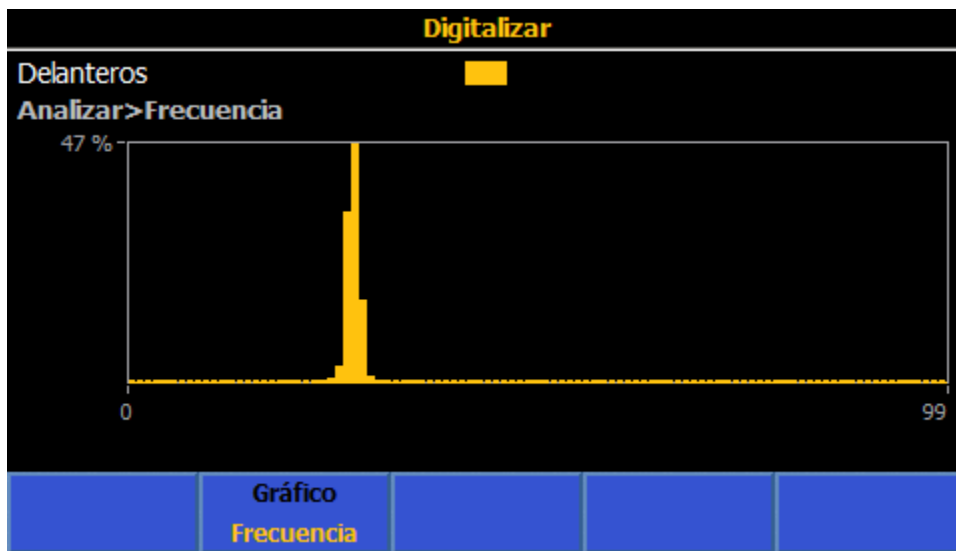 Digitalizar
Delanteros
Analizar>Frecuencia
47 %
0
99
Gráfico
Frecuencia